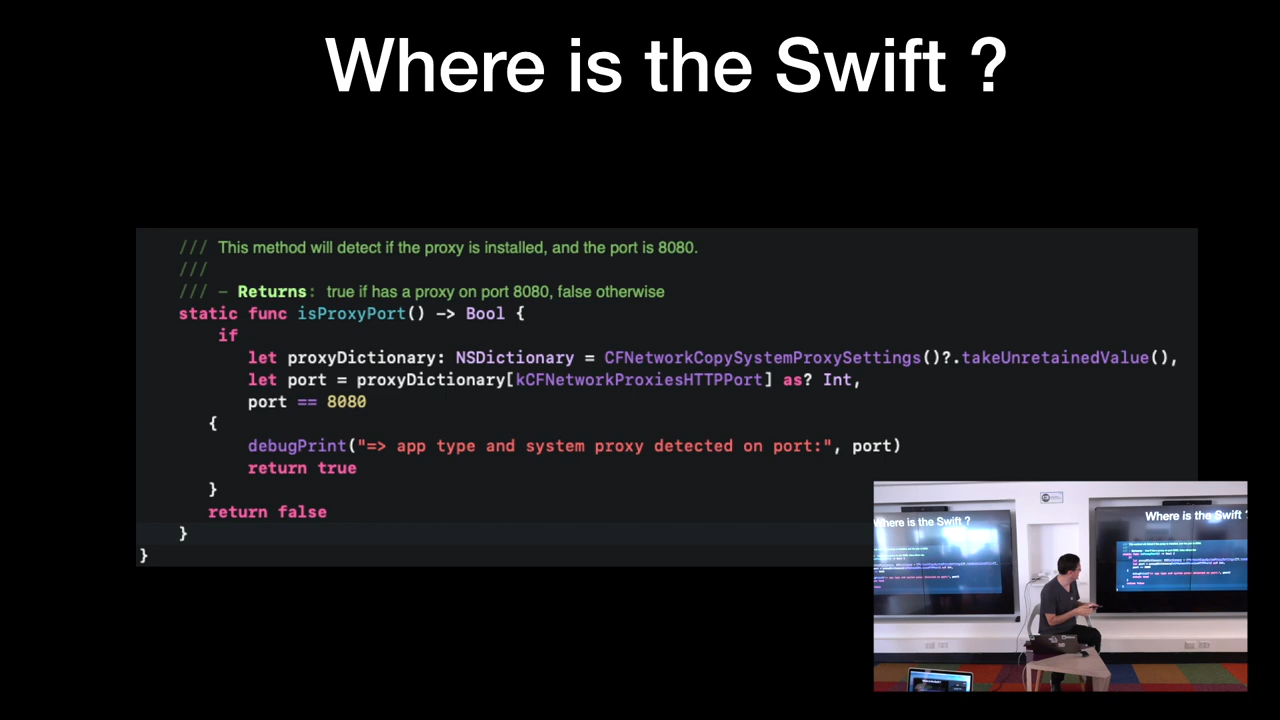 Where is the Swift ?
/// This method will detect if the proxy is installed, and the port is 8080.
///
/// - Returns: true if has a proxy on port 8080, false otherwise
static func isProxyPort() -> Bool {
if
let proxyDictionary: NSDictionary = CFNetworkCopySystemProxySettings()?.takeUnretainedValue(),
let port = proxyDictionary[kCFNetworkProxiesHTTPPort] as? Int,
port == 8080
{
debugPrint("=> app type and system proxy detected on port:", port)
return true
}
return false
}
}
here is the Swift ?
Where is the Swift ?